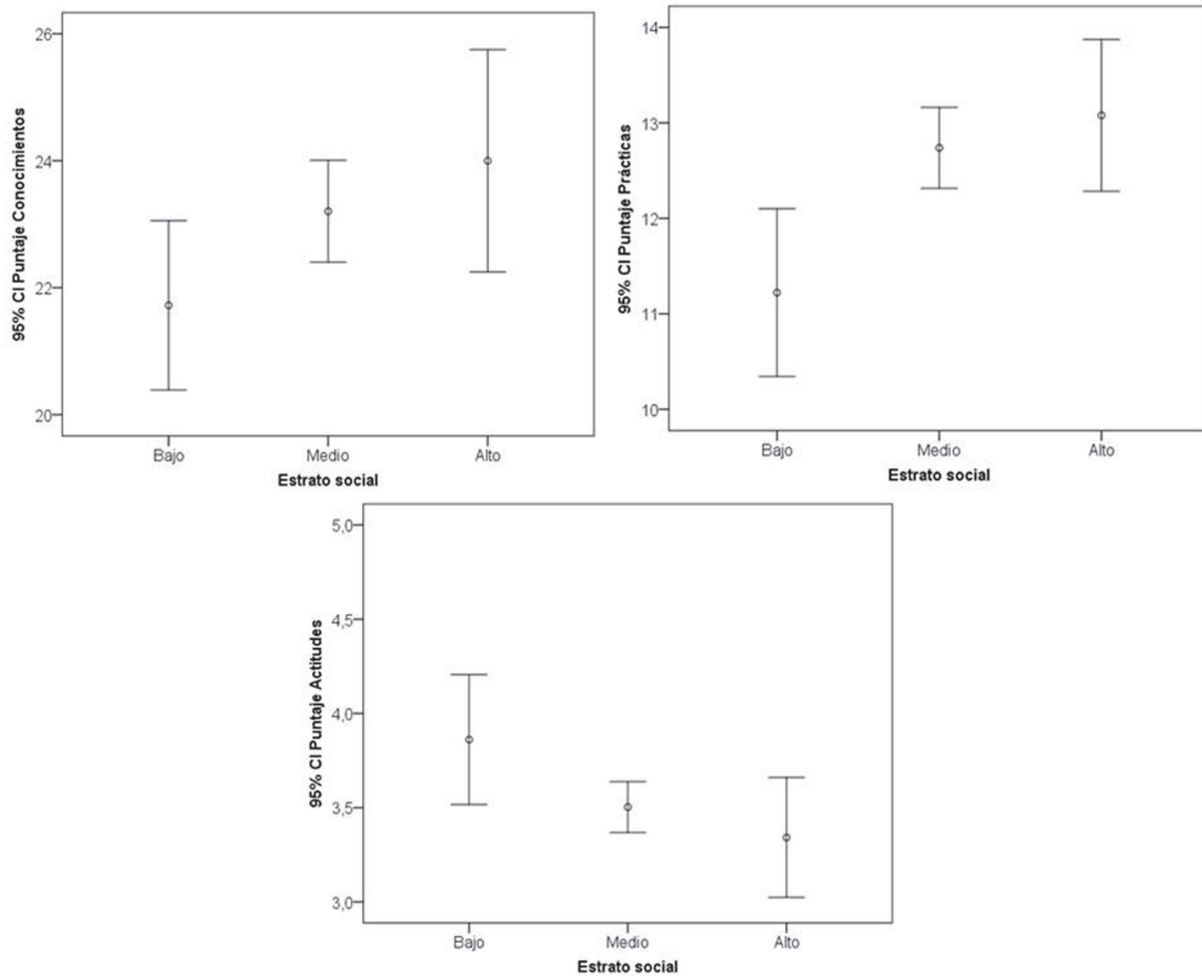 95% CI Puntaje Conocimientos
26
24
22
20
Bajo Medio Alto
Estrato social
95% CI Puntaje Prácticas
14
13
12
11
10
Bajo Medio Alto
Estrato social
95% CI Puntaje Actitudes
5,0
4,5
4,0
3,5
3,0
Bajo Medio Alto
Estrato social